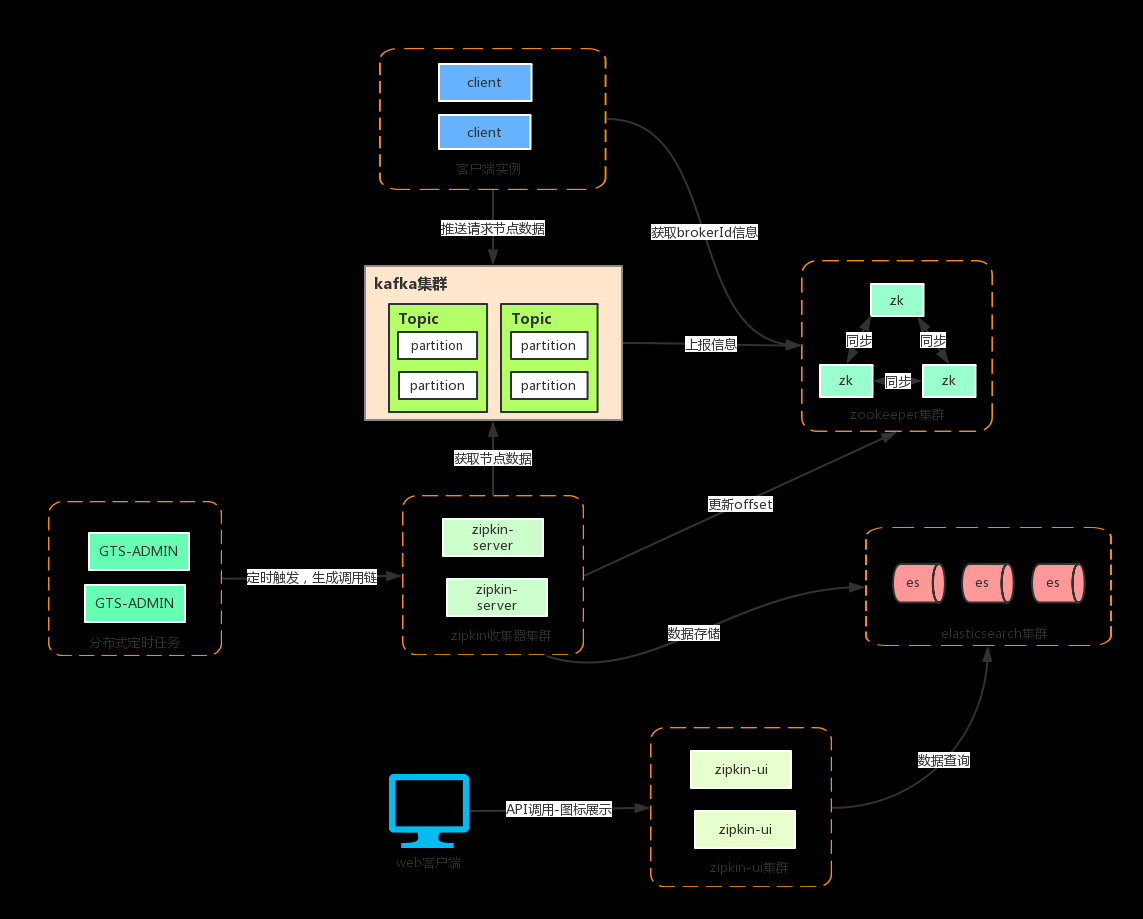 client
client
客户端实例
推送请求节点数据
获取brokerId信息
kafka集群
Topic
partition
partition
Topic
partition
partition
上报信息
zk
同步
同步
zk
同步
zk
zookeeper集群
获取节点数据
更新offset
GTS-ADMIN
GTS-ADMIN
分布式定时任务
定时触发，生成调用链
zipkin-
server
zipkin-
server
zipkin收集器集群
数据存储
es
es
es
elasticsearch集群
数据查询
zipkin-ui
zipkin-ui
zipkin-ui集群
API调用-图标展示
web客户端